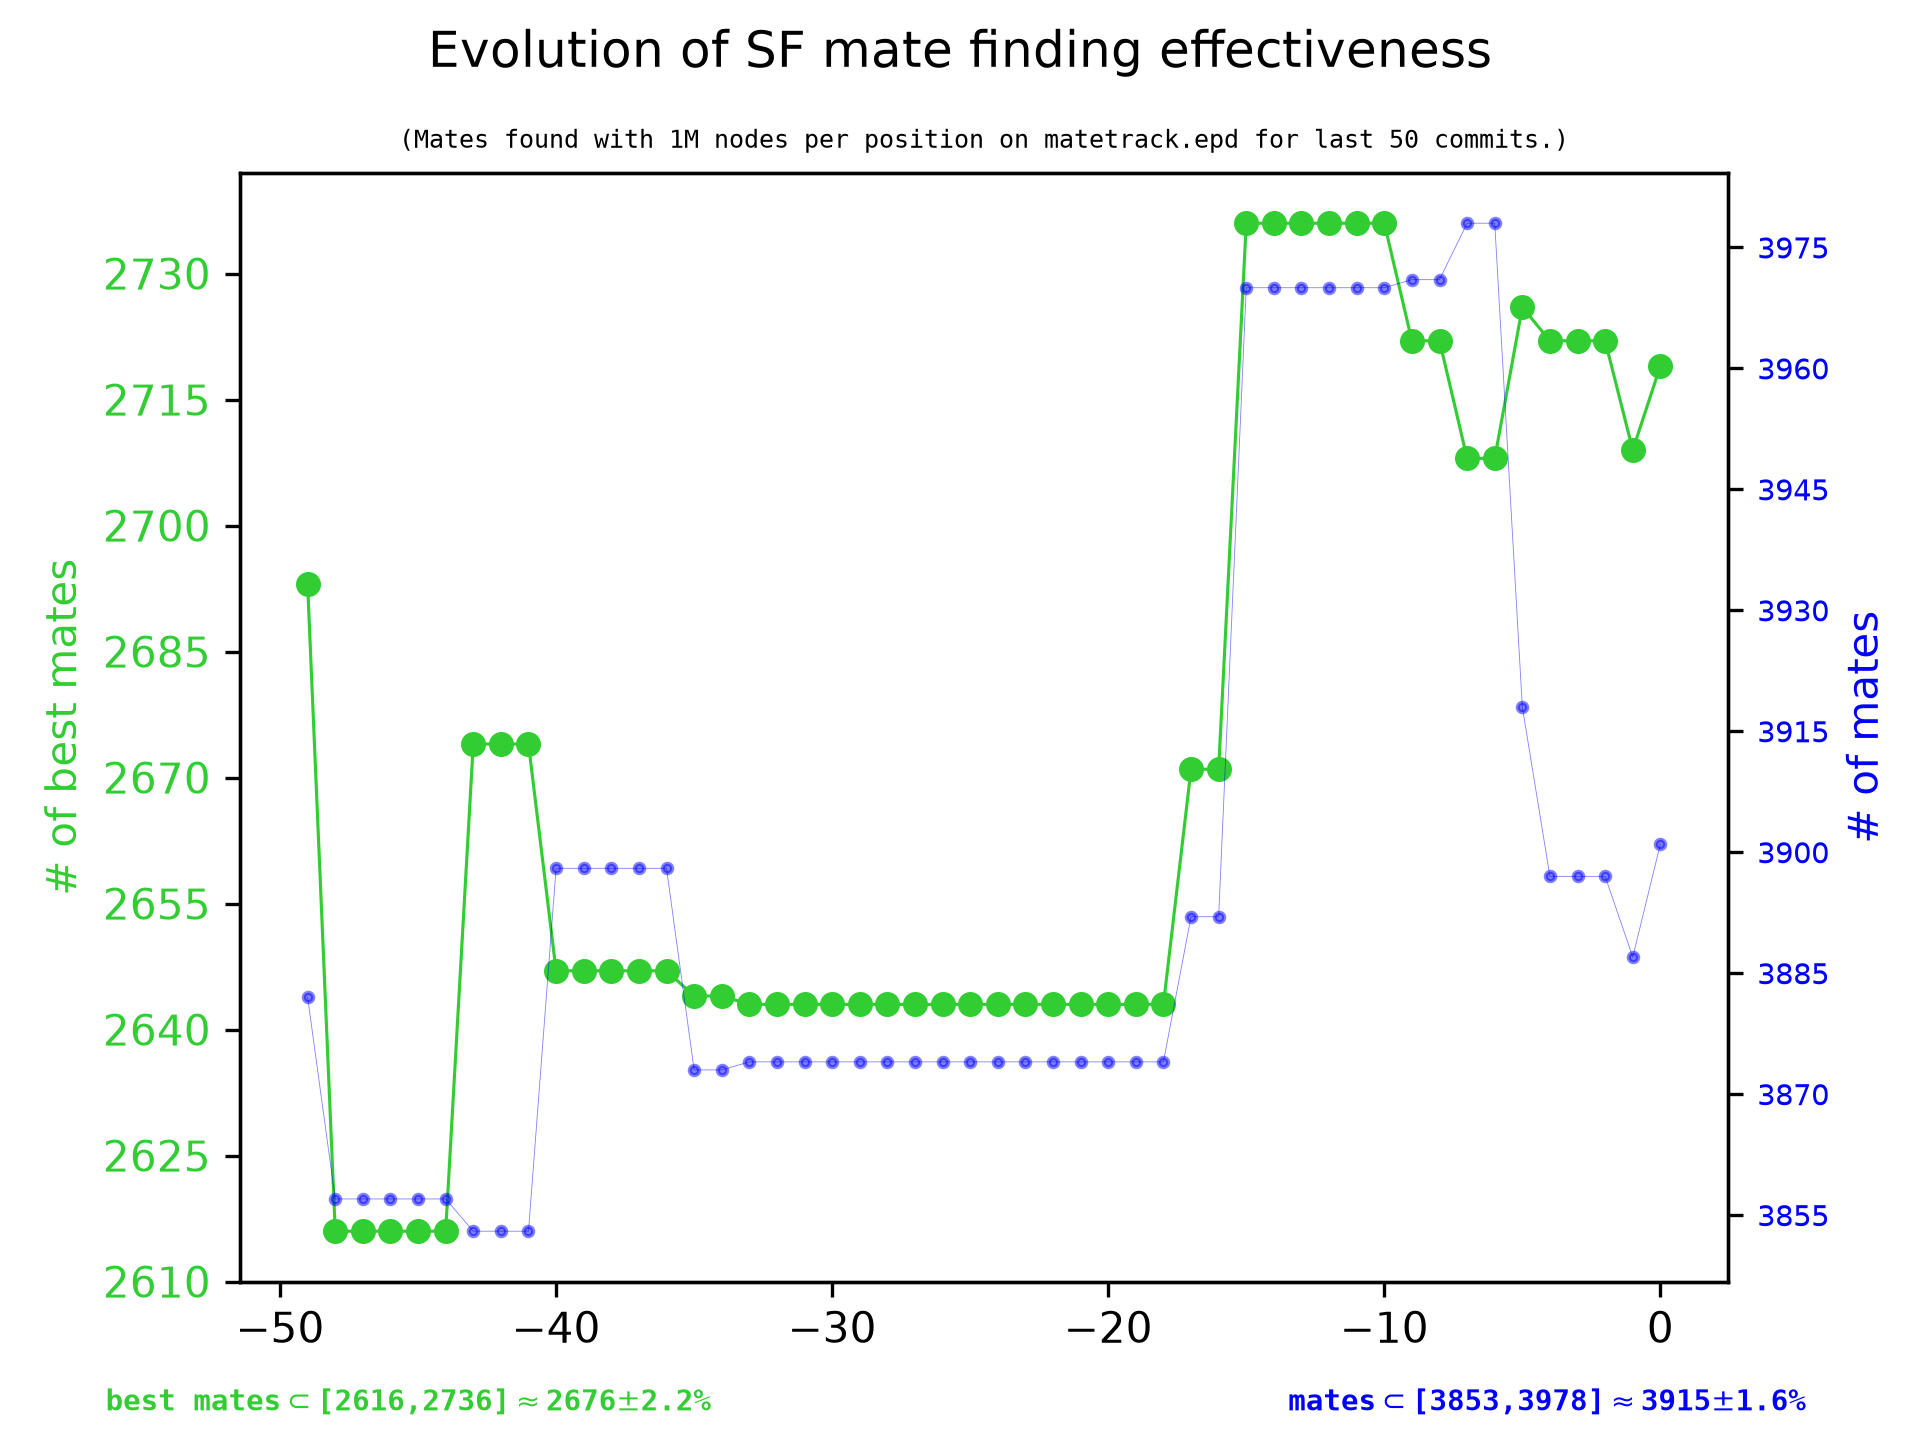 Evolution of SF mate finding effectiveness
(Mates found with 1M nodes per position on matetrack.epd for last 50 commits.)
# of best mates
2730
2715
2700
2685
2670
2655
2640
2625
2610
3975
3960
3945
3930
3915
3900
3885
3870
3855
# of mates
−50 −40 −30 −20 −10 0
best mates ⊂ [2616,2736] ≈ 2676±2.2%
mates ⊂ [3853,3978] ≈ 3915±1.6%